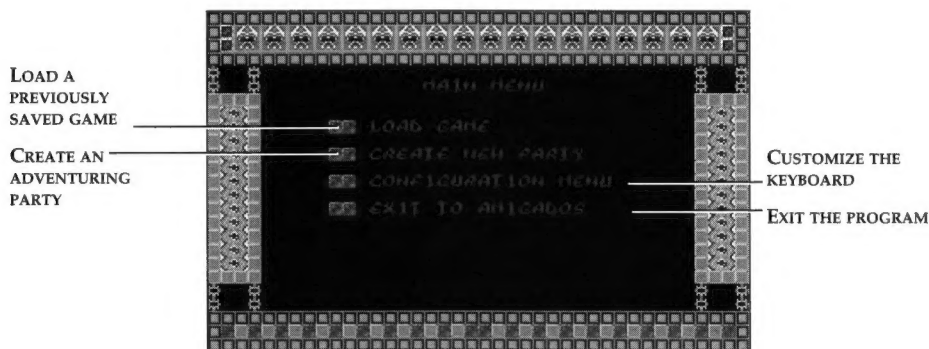 LOAD A
PREVIOUSLY
SAVED GAME
CREATE AN
ADVENTURING
PARTY
MAIN MENU
LOAD GAME
CREATE NEW PARTY
CONFIGURATION MENU
EXIT TO AMIGADOS
CUSTOMIZE THE
KEYBOARD
EXIT THE PROGRAM